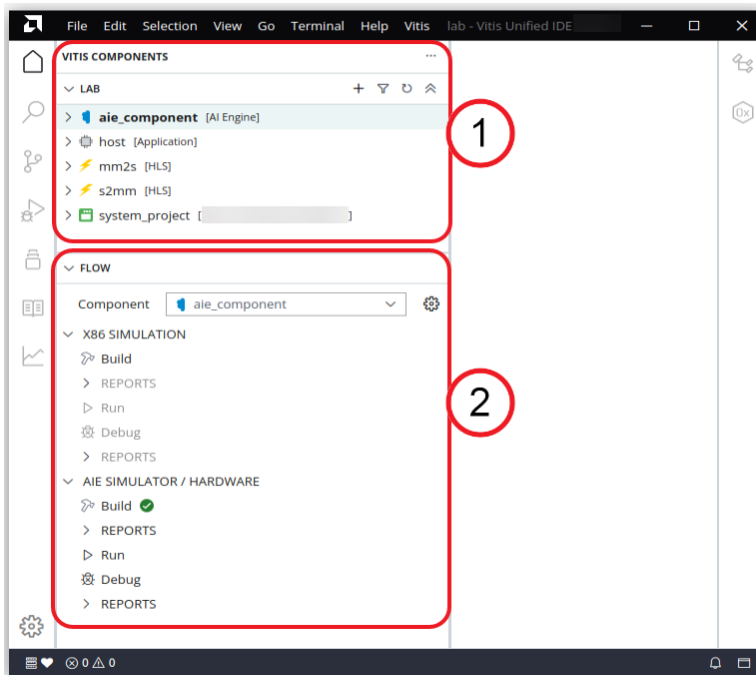 File Edit Selection View Go Terminal Help Vitis lab - Vitis Unified IDE
VITIS COMPONENTS
LAB
aie_component [AI Engine]
host [Application]
mm2s [HLS]
s2mm [HLS]
system_project [ ]
1
FLOW
Component aie_component
X86 SIMULATION
Build
REPORTS
Run
Debug
REPORTS
2
AIE SIMULATOR / HARDWARE
Build
REPORTS
Run
Debug
REPORTS
0 0
0x